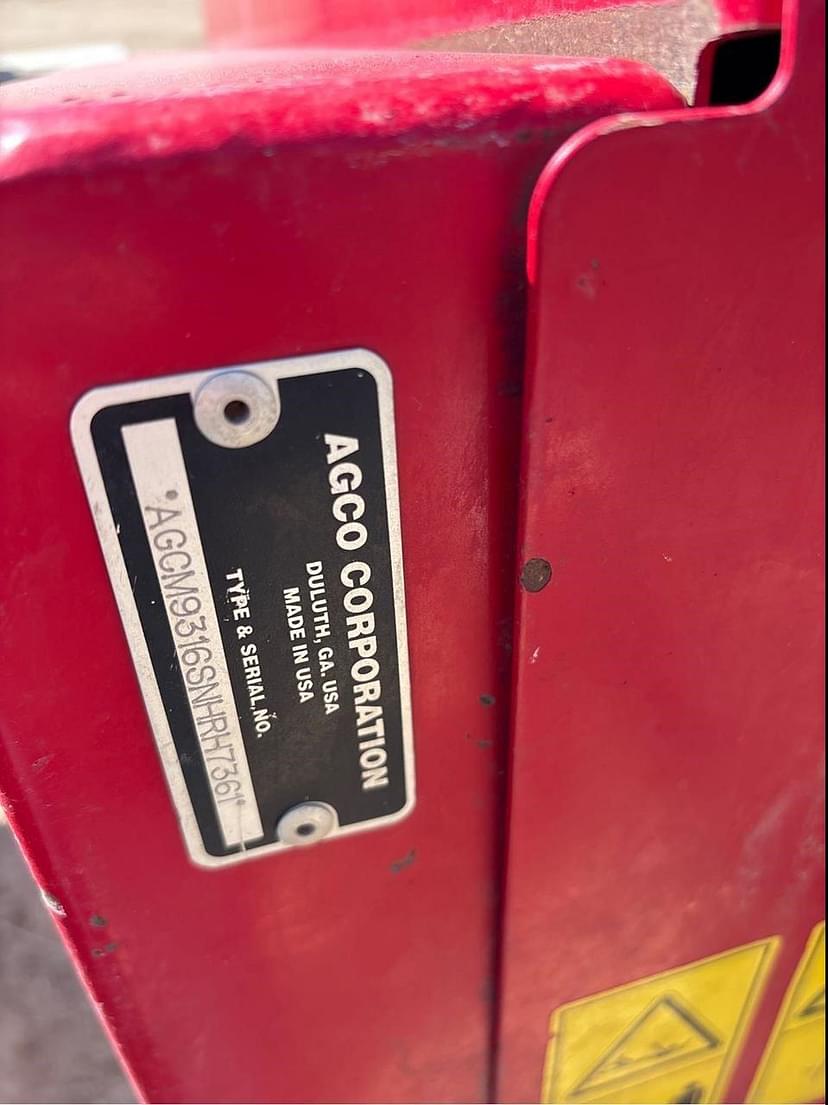 AGCO CORPORATION
DULUTH, GA. USA
MADE IN USA
TYPE & SERIAL NO.
*AGCM9316SNHRH7361*